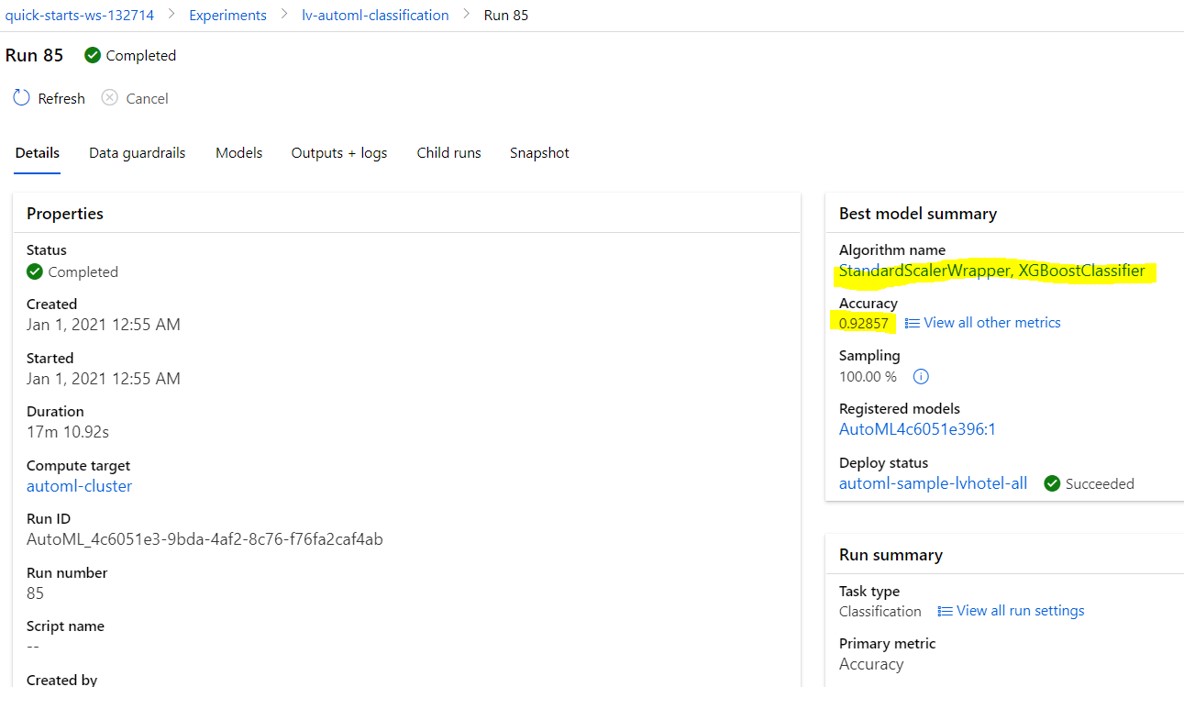 quick-starts-ws-132714 > Experiments > lv-automl-classification > Run 85
Run 85 Completed
Refresh Cancel
Details Data guardrails Models Outputs + logs Child runs Snapshot
Properties
Status
Completed
Created
Jan 1, 2021 12:55 AM
Started
Jan 1, 2021 12:55 AM
Duration
17m 10.92s
Compute target
automl-cluster
Run ID
AutoML_4c6051e3-9bda-4af2-8c76-f76fa2caf4ab
Run number
85
Script name
--
Created by
Best model summary
Algorithm name
StandardScalerWrapper, XGBoostClassifier
Accuracy
0.92857 View all other metrics
Sampling
100.00 %
Registered models
AutoML4c6051e396:1
Deploy status
automl-sample-lvhotel-all Succeeded
Run summary
Task type
Classification View all run settings
Primary metric
Accuracy